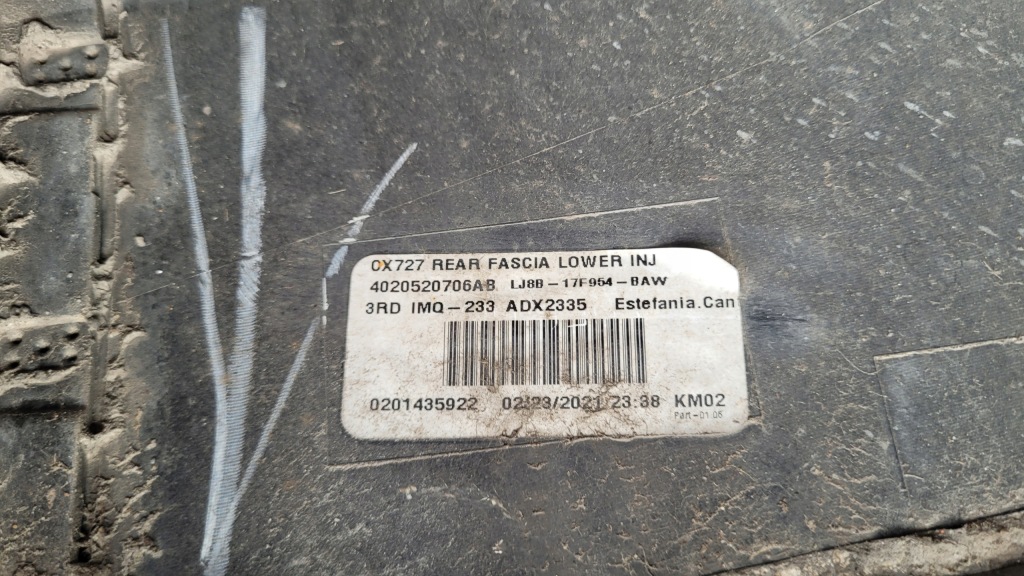 CX727 REAR FASCIA LOWER INJ
4020520706AB LJ8B-17F954-BAW
3RD IMQ-233 ADX2335 Estefania.Can
0201435922 02/23/2021 23:38 KM02
Part-01.05